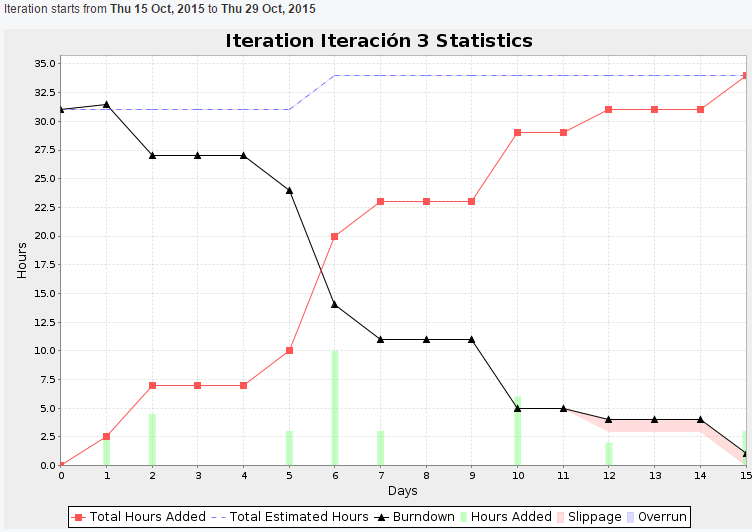 Iteration starts from Thu 15 Oct, 2015 to Thu 29 Oct, 2015
Iteration Iteración 3 Statistics
35.0
32.5
30.0
27.5
25.0
22.5
20.0
17.5
15.0
12.5
10.0
7.5
5.0
2.5
0.0
Hours
0 1 2 3 4 5 6 7 8 9 10 11 12 13 14 15
Days
Total Hours Added Total Estimated Hours Burndown Hours Added Slippage Overrun